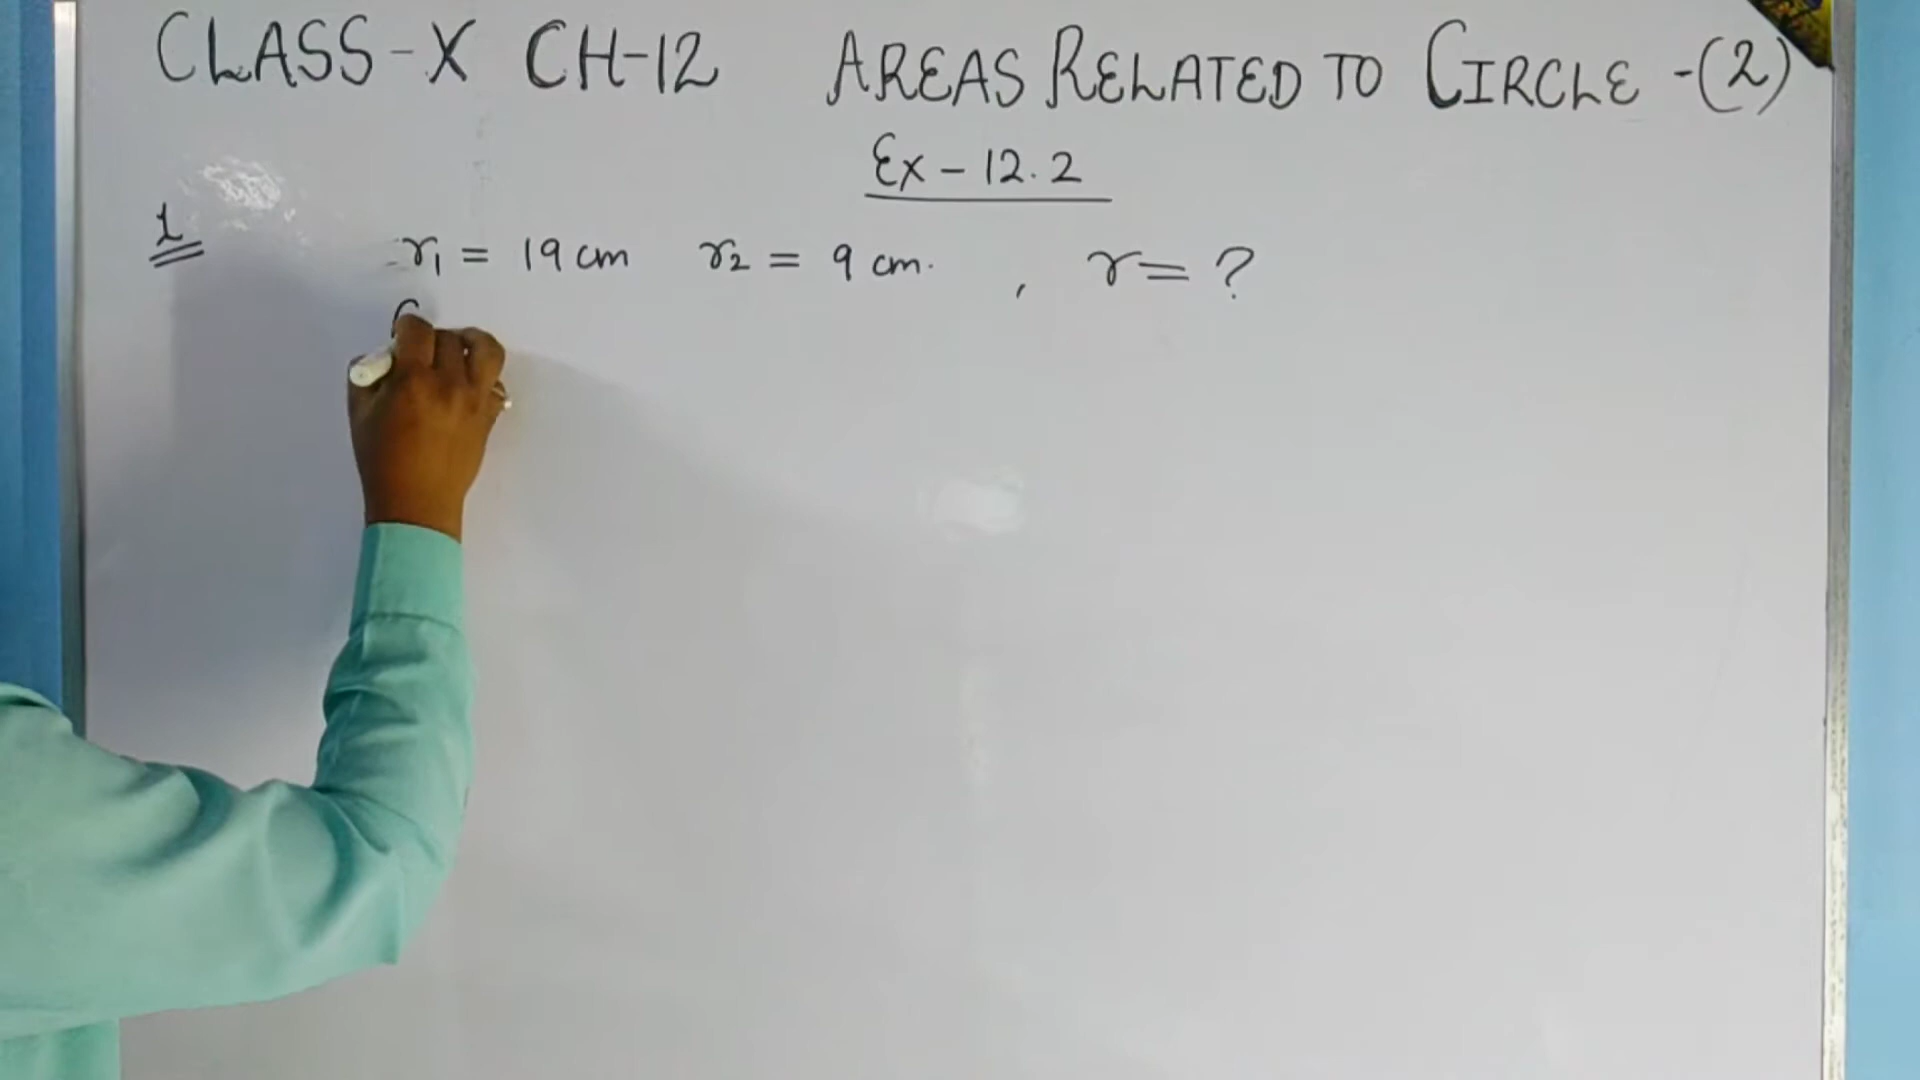 CLASS-X CH-12 AREAS RELATED TO CIRCLE -(2)
Ex - 12.2
1 r₁ = 19 cm r₂ = 9 cm. , r = ?
C